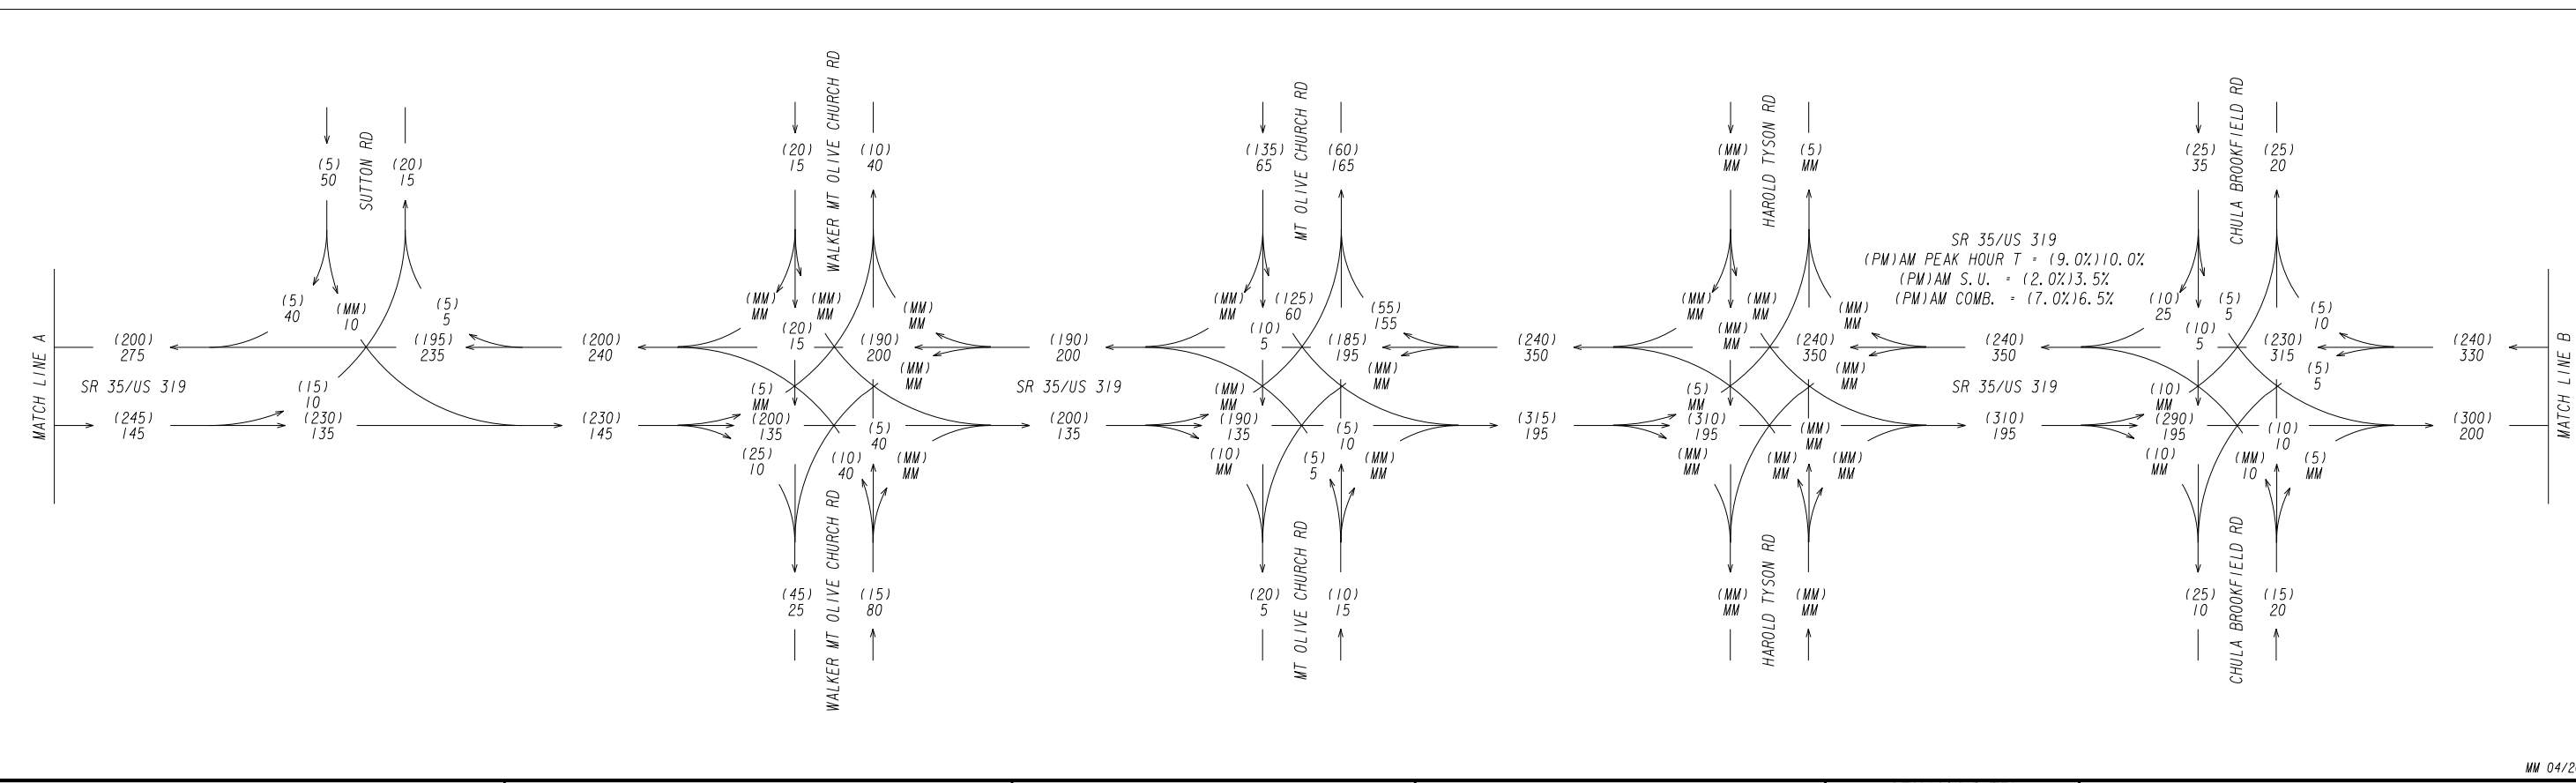 MATCH LINE A
(200)
275
SR 35/US 319
(245)
145
(5)
50
SUTTON RD
(20)
15
(5)
40
(MM)
10
(5)
5
(195)
235
(15)
10
(230)
135
(200)
240
(230)
145
(20)
15
WALKER MT OLIVE CHURCH RD
(10)
40
(MM)
MM
(MM)
MM
(20)
15
(MM)
MM
(190)
200
(MM)
MM
(5)
MM
(200)
135
(25)
10
(5)
40
(10)
40
(MM)
MM
WALKER MT OLIVE CHURCH RD
(45)
25
(15)
80
(190)
200
SR 35/US 319
(200)
135
(135)
65
MT OLIVE CHURCH RD
(60)
165
(MM)
MM
(125)
60
(10)
5
(55)
155
(185)
195
(MM)
MM
(MM)
MM
(190)
135
(10)
MM
(5)
10
(5)
5
(MM)
MM
MT OLIVE CHURCH RD
(20)
5
(10)
15
(240)
350
(315)
195
(MM)
MM
HAROLD TYSON RD
(5)
MM
(MM)
MM
(MM)
MM
(MM)
MM
(MM)
MM
(240)
350
(MM)
MM
(5)
MM
(310)
195
(MM)
MM
(MM)
MM
(MM)
MM
(MM)
MM
HAROLD TYSON RD
(MM)
MM
(MM)
MM
SR 35/US 319
(PM)AM PEAK HOUR T = (9.0%)10.0%
(PM)AM S.U. = (2.0%)3.5%
(PM)AM COMB. = (7.0%)6.5%
(240)
350
SR 35/US 319
(310)
195
(25)
35
CHULA BROOKFIELD RD
(25)
20
(10)
25
(5)
5
(10)
5
(5)
10
(230)
315
(5)
5
(10)
MM
(290)
195
(10)
MM
(10)
10
(MM)
10
(5)
MM
CHULA BROOKFIELD RD
(25)
10
(15)
20
(240)
330
(300)
200
MATCH LINE B